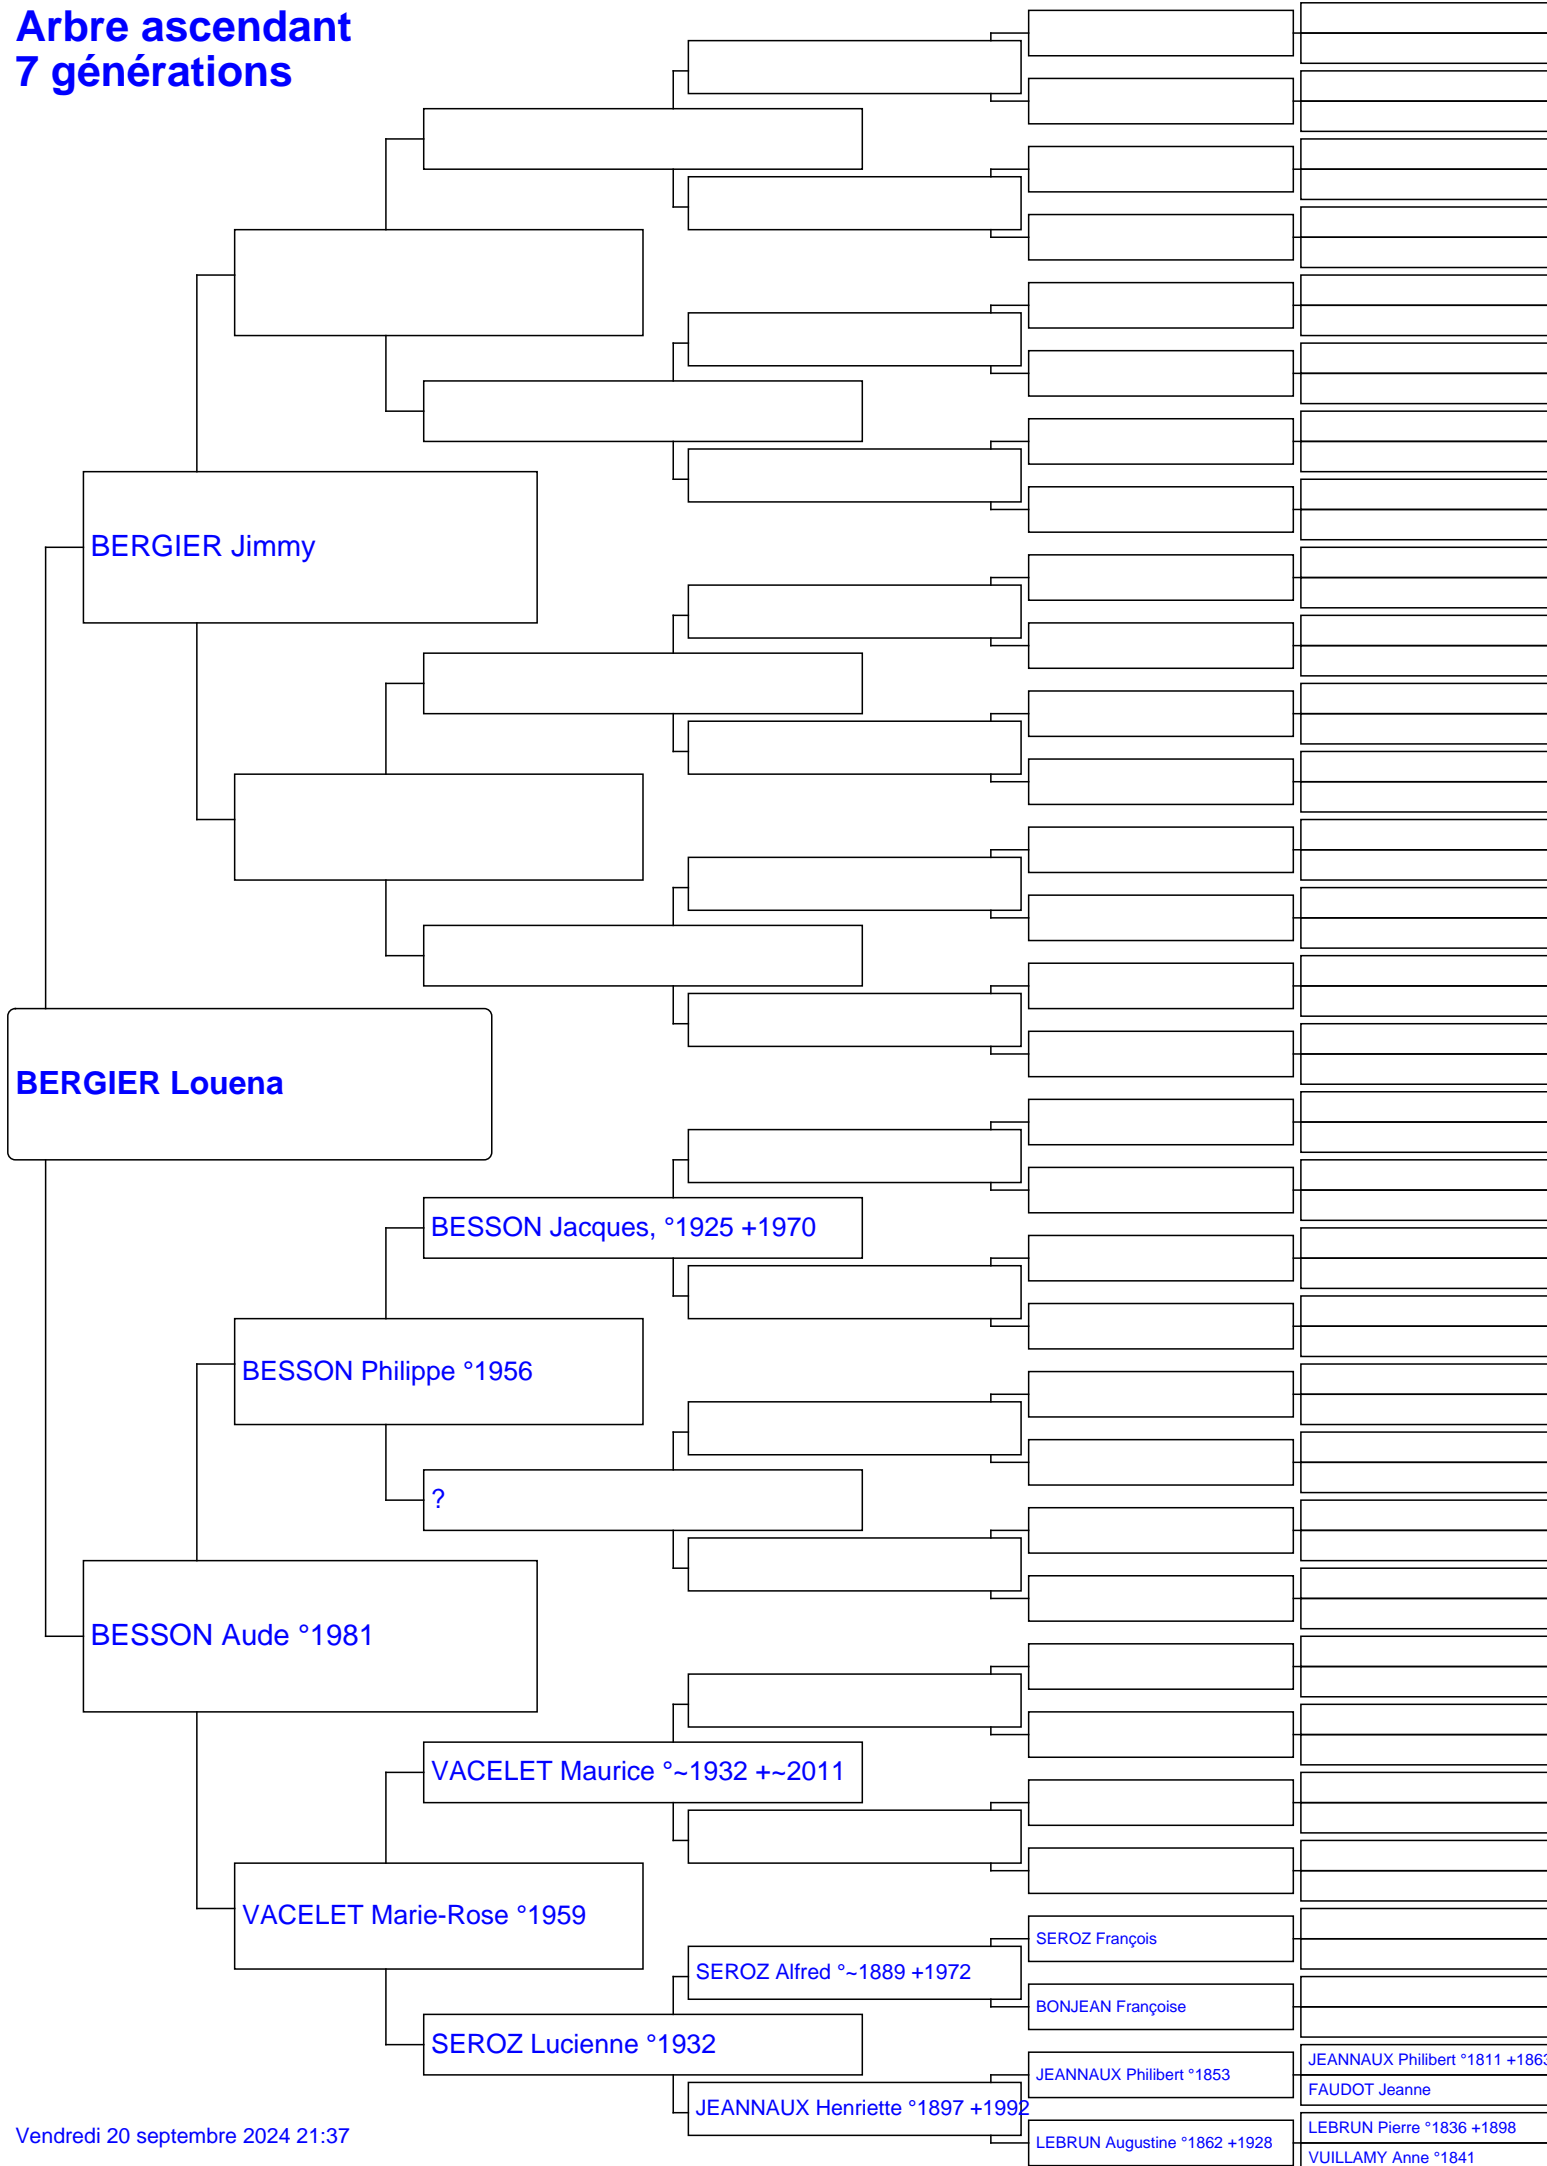 Arbre ascendant
7 générations
BERGIER Jimmy
BERGIER Louena
BESSON Jacques, °1925 +1970
BESSON Philippe °1956
?
BESSON Aude °1981
VACELET Maurice °~1932 +~2011
VACELET Marie-Rose °1959
SEROZ François
SEROZ Alfred °~1889 +1972
BONJEAN Françoise
SEROZ Lucienne °1932
JEANNAUX Philibert °1811 +1863
JEANNAUX Philibert °1853
FAUDOT Jeanne
JEANNAUX Henriette °1897 +1992
LEBRUN Pierre °1836 +1898
LEBRUN Augustine °1862 +1928
VUILLAMY Anne °1841
Vendredi 20 septembre 2024 21:37